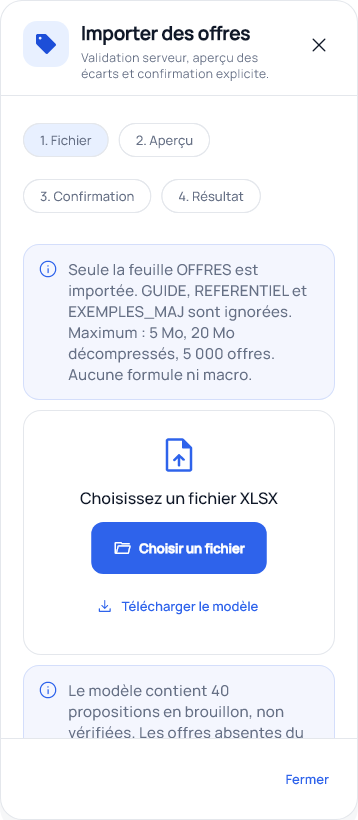 Importer des offres
Validation serveur, aperçu des
écarts et confirmation explicite.
1. Fichier
2. Aperçu
3. Confirmation
4. Résultat
Seule la feuille OFFRES est
importée. GUIDE, REFERENTIEL et
EXEMPLES_MAJ sont ignorées.
Maximum : 5 Mo, 20 Mo
décompressés, 5 000 offres.
Aucune formule ni macro.
Choisissez un fichier XLSX
Choisir un fichier
Télécharger le modèle
Le modèle contient 40
propositions en brouillon, non
vérifiées. Les offres absentes du
Fermer